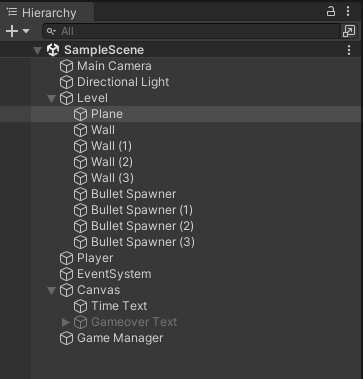 Hierarchy
All
SampleScene
Main Camera
Directional Light
Level
Plane
Wall
Wall (1)
Wall (2)
Wall (3)
Bullet Spawner
Bullet Spawner (1)
Bullet Spawner (2)
Bullet Spawner (3)
Player
EventSystem
Canvas
Time Text
Gameover Text
Game Manager